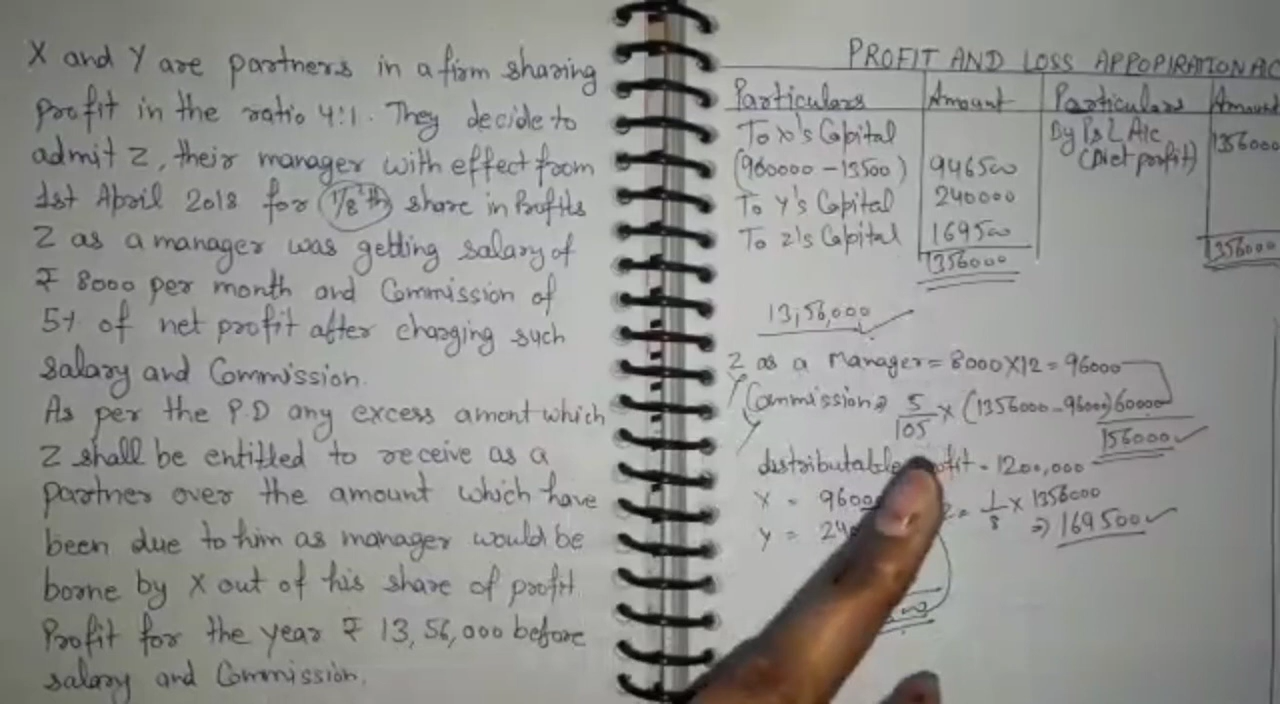 X and Y are partners in a firm sharing
profit in the ratio 4:1. They decide to
admit Z, their manager with effect from
1st April 2018 for 1/8th share in Profits
Z as a manager was getting salary of
₹ 8000 per month and Commission of
5% of net profit after charging such
salary and Commission.
As per the P.D any excess amont which
Z shall be entitled to receive as a
partner over the amount which have
been due to him as manager would be
borne by X out of his share of profit
Profit for the year ₹ 13,56,000 before
salary and Commission.
PROFIT AND LOSS APPOPIRATION A/C
Particulars Amount Particulars Amount
To X's Capital By P&L A/c 1356000
(960000 - 13500) 946500 (Net profit)
To Y's Capital 240000
To Z's Capital 169500
1356000 1356000
13,56,000
Z as a Manager = 8000 X 12 = 96000
Commission ⇒ 5/105 × (1356000 - 96000) 60000
156000
distributable = 1200,000
X = 1/8 × 1356000
Y = ⇒ 169500